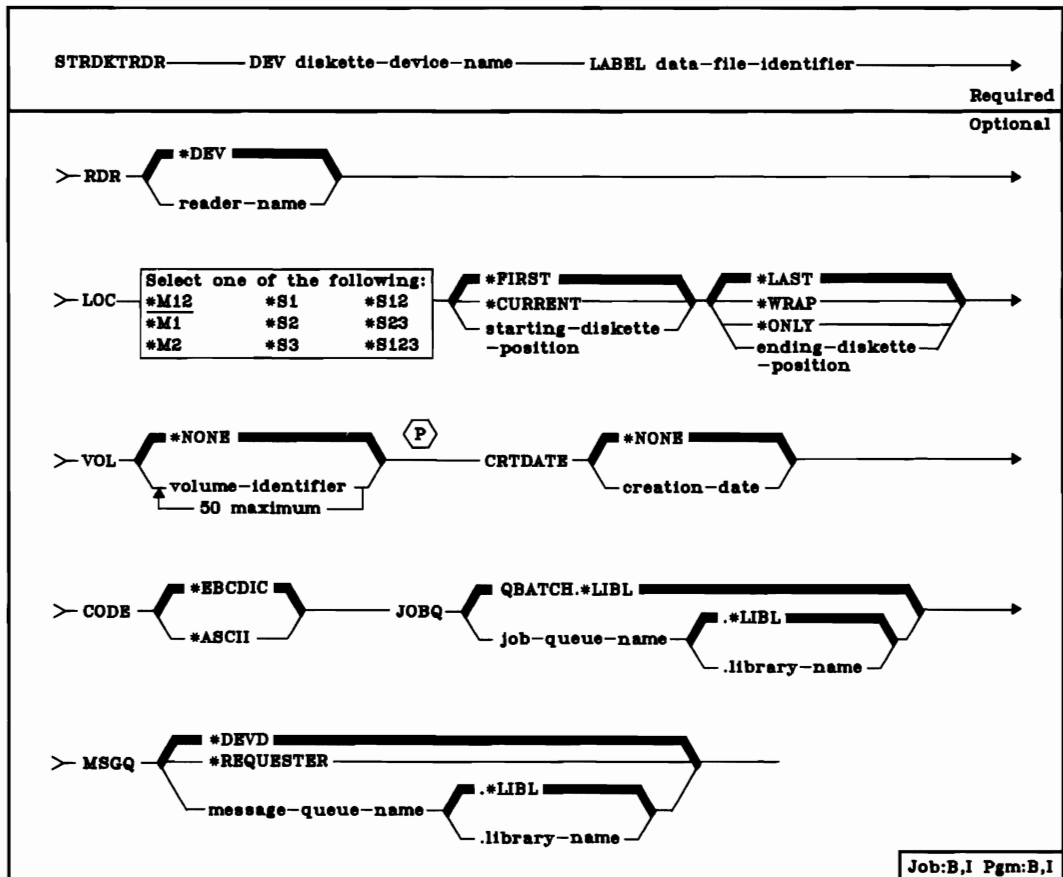 STRDKTRDR DEV diskette-device-name LABEL data-file-identifier
Required
Optional
*DEV
RDR
reader-name
Select one of the following:
*M12 *S1 *S12
*M1 *S2 *S23
*M2 *S3 *S123
LOC
*FIRST
*CURRENT
starting-diskette
-position
*LAST
*WRAP
*ONLY
ending-diskette
-position
*NONE
P
VOL
volume-identifier
50 maximum
CRTDATE
*NONE
creation-date
*EBCDIC
CODE
*ASCII
JOBQ
QBATCH.*LIBL
job-queue-name
.*LIBL
.library-name
*DEVD
MSGQ
*REQUESTER
message-queue-name
.*LIBL
.library-name
Job:B,I Pgm:B,I